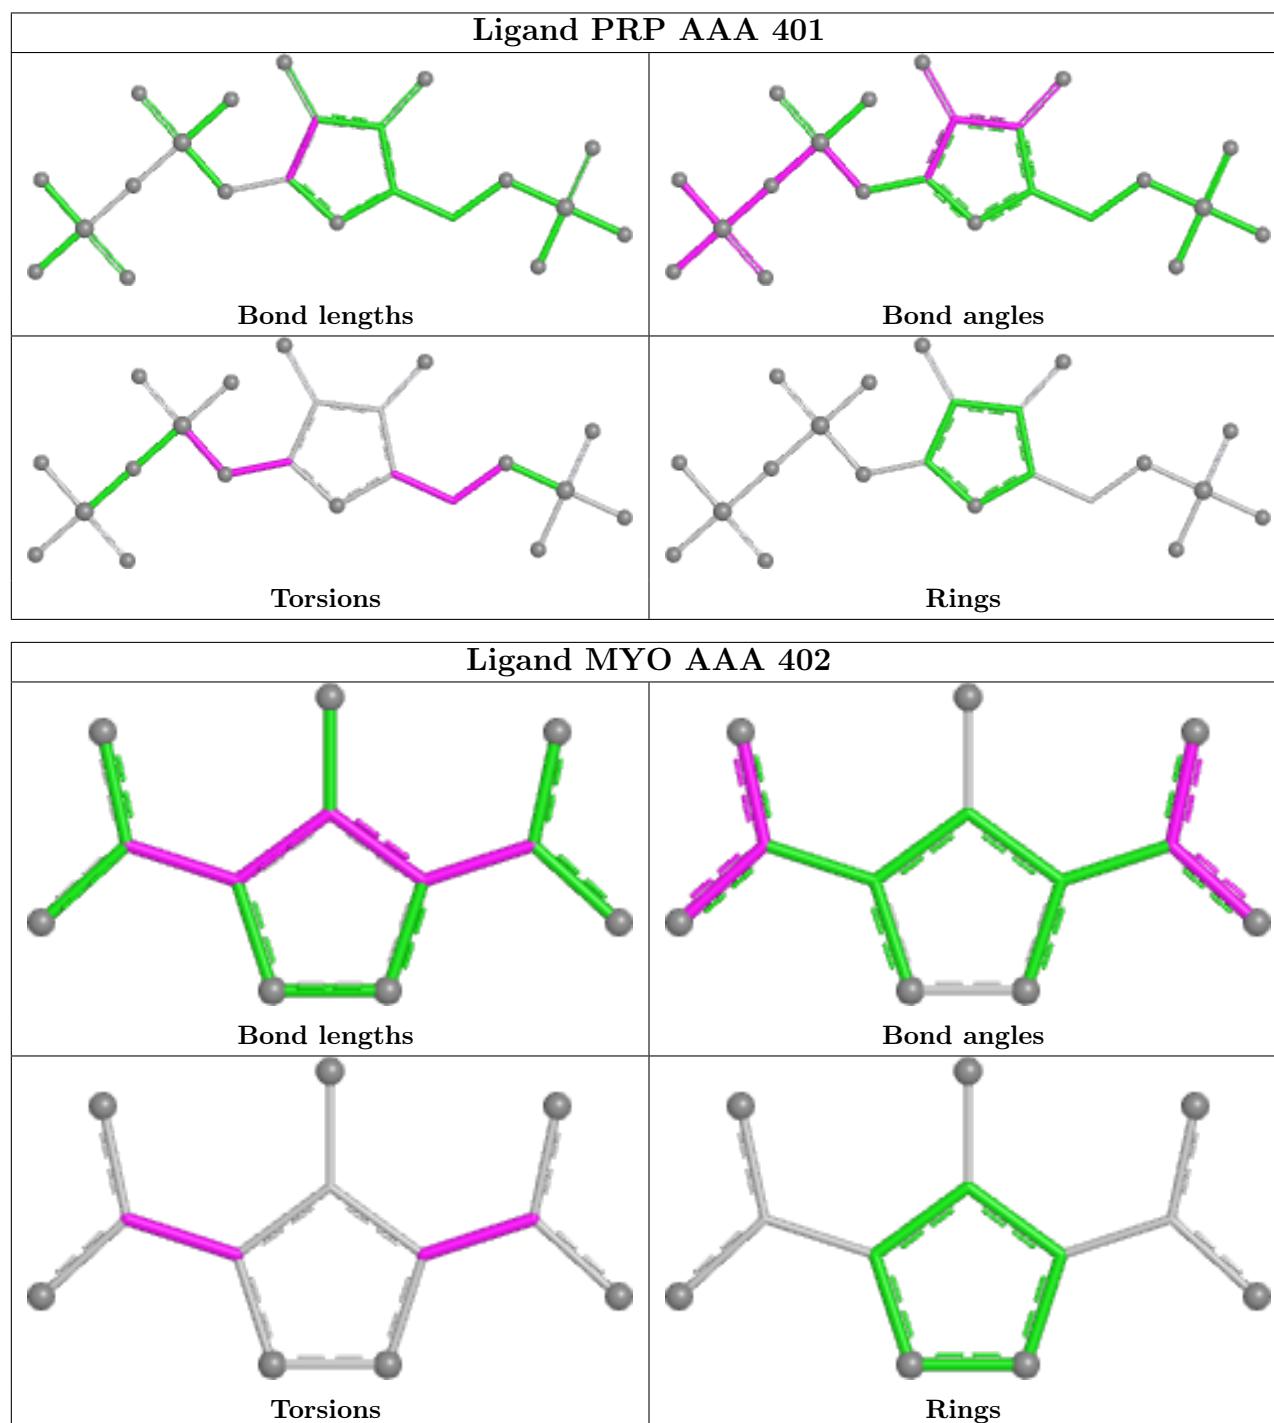 Ligand PRP AAA 401
Bond lengths
Bond angles
Torsions
Rings
Ligand MYO AAA 402
Bond lengths
Bond angles
Torsions
Rings